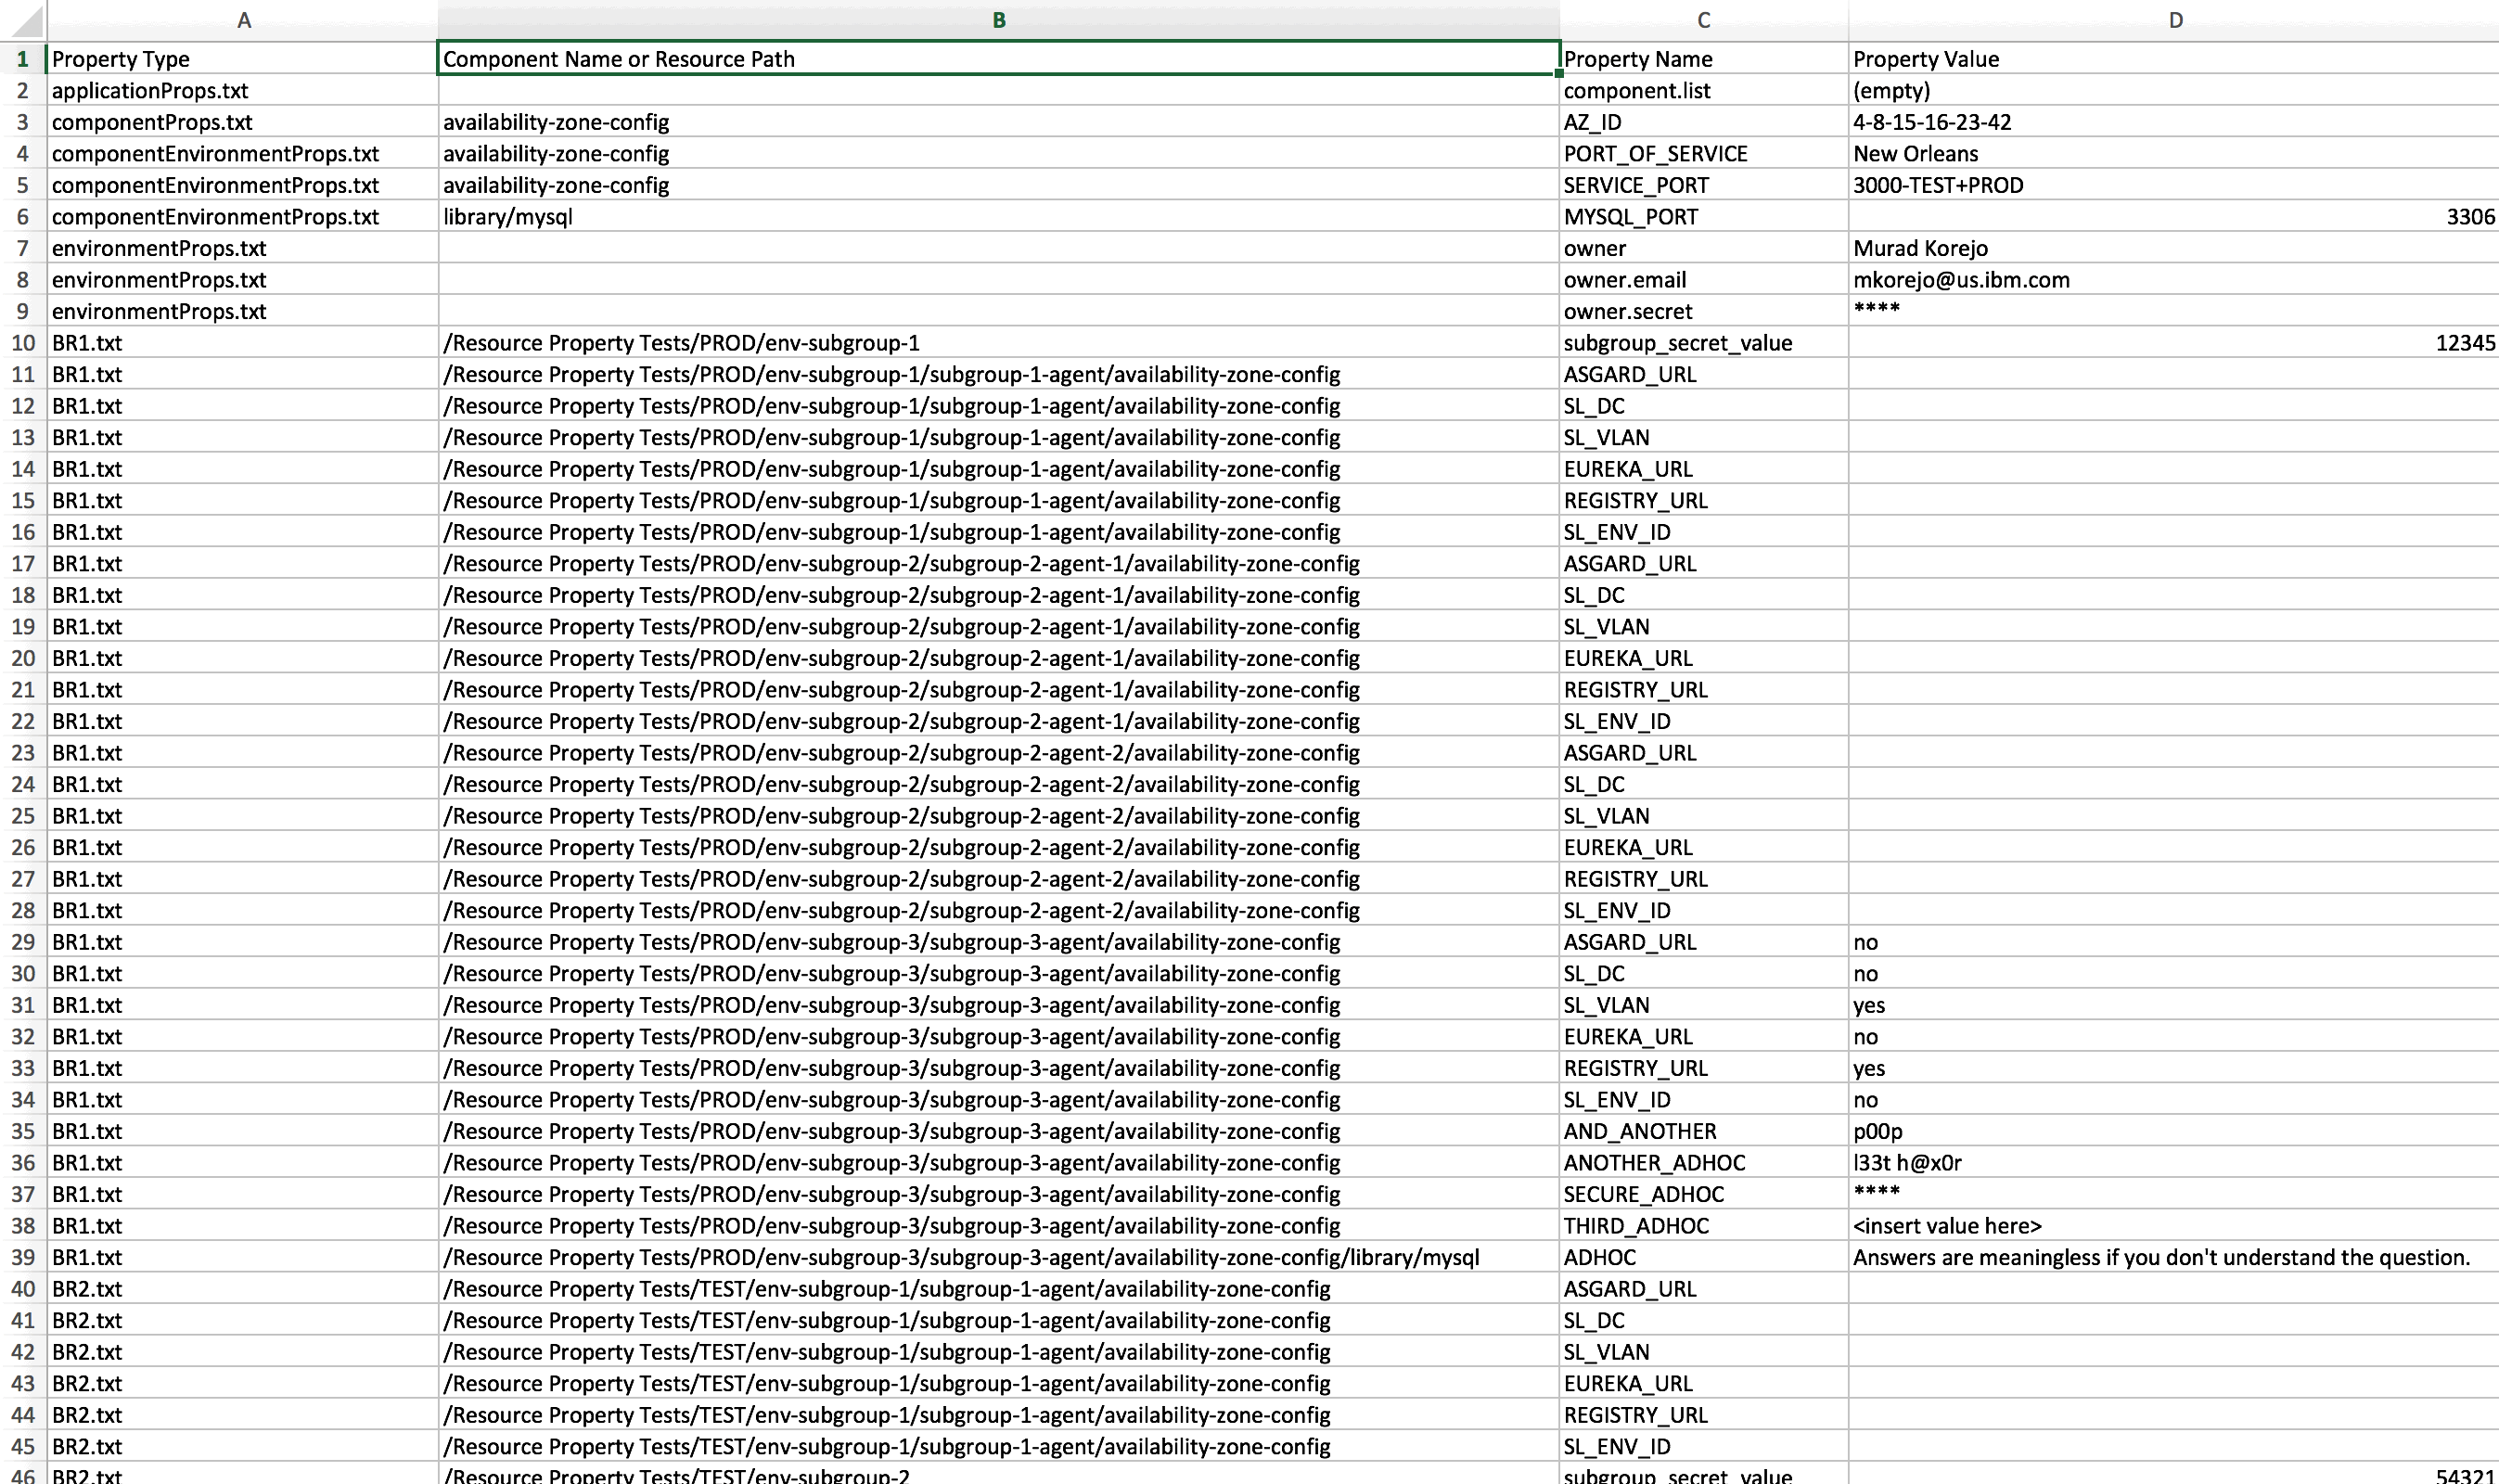 A B C D
1 Property Type Component Name or Resource Path Property Name Property Value
2 applicationProps.txt component.list (empty)
3 componentProps.txt availability-zone-config AZ_ID 4-8-15-16-23-42
4 componentEnvironmentProps.txt availability-zone-config PORT_OF_SERVICE New Orleans
5 componentEnvironmentProps.txt availability-zone-config SERVICE_PORT 3000-TEST+PROD
6 componentEnvironmentProps.txt library/mysql MYSQL_PORT 3306
7 environmentProps.txt owner Murad Korejo
8 environmentProps.txt owner.email mkorejo@us.ibm.com
9 environmentProps.txt owner.secret ****
10 BR1.txt /Resource Property Tests/PROD/env-subgroup-1 subgroup_secret_value 12345
11 BR1.txt /Resource Property Tests/PROD/env-subgroup-1/subgroup-1-agent/availability-zone-config ASGARD_URL
12 BR1.txt /Resource Property Tests/PROD/env-subgroup-1/subgroup-1-agent/availability-zone-config SL_DC
13 BR1.txt /Resource Property Tests/PROD/env-subgroup-1/subgroup-1-agent/availability-zone-config SL_VLAN
14 BR1.txt /Resource Property Tests/PROD/env-subgroup-1/subgroup-1-agent/availability-zone-config EUREKA_URL
15 BR1.txt /Resource Property Tests/PROD/env-subgroup-1/subgroup-1-agent/availability-zone-config REGISTRY_URL
16 BR1.txt /Resource Property Tests/PROD/env-subgroup-1/subgroup-1-agent/availability-zone-config SL_ENV_ID
17 BR1.txt /Resource Property Tests/PROD/env-subgroup-2/subgroup-2-agent-1/availability-zone-config ASGARD_URL
18 BR1.txt /Resource Property Tests/PROD/env-subgroup-2/subgroup-2-agent-1/availability-zone-config SL_DC
19 BR1.txt /Resource Property Tests/PROD/env-subgroup-2/subgroup-2-agent-1/availability-zone-config SL_VLAN
20 BR1.txt /Resource Property Tests/PROD/env-subgroup-2/subgroup-2-agent-1/availability-zone-config EUREKA_URL
21 BR1.txt /Resource Property Tests/PROD/env-subgroup-2/subgroup-2-agent-1/availability-zone-config REGISTRY_URL
22 BR1.txt /Resource Property Tests/PROD/env-subgroup-2/subgroup-2-agent-1/availability-zone-config SL_ENV_ID
23 BR1.txt /Resource Property Tests/PROD/env-subgroup-2/subgroup-2-agent-2/availability-zone-config ASGARD_URL
24 BR1.txt /Resource Property Tests/PROD/env-subgroup-2/subgroup-2-agent-2/availability-zone-config SL_DC
25 BR1.txt /Resource Property Tests/PROD/env-subgroup-2/subgroup-2-agent-2/availability-zone-config SL_VLAN
26 BR1.txt /Resource Property Tests/PROD/env-subgroup-2/subgroup-2-agent-2/availability-zone-config EUREKA_URL
27 BR1.txt /Resource Property Tests/PROD/env-subgroup-2/subgroup-2-agent-2/availability-zone-config REGISTRY_URL
28 BR1.txt /Resource Property Tests/PROD/env-subgroup-2/subgroup-2-agent-2/availability-zone-config SL_ENV_ID
29 BR1.txt /Resource Property Tests/PROD/env-subgroup-3/subgroup-3-agent/availability-zone-config ASGARD_URL no
30 BR1.txt /Resource Property Tests/PROD/env-subgroup-3/subgroup-3-agent/availability-zone-config SL_DC no
31 BR1.txt /Resource Property Tests/PROD/env-subgroup-3/subgroup-3-agent/availability-zone-config SL_VLAN yes
32 BR1.txt /Resource Property Tests/PROD/env-subgroup-3/subgroup-3-agent/availability-zone-config EUREKA_URL no
33 BR1.txt /Resource Property Tests/PROD/env-subgroup-3/subgroup-3-agent/availability-zone-config REGISTRY_URL yes
34 BR1.txt /Resource Property Tests/PROD/env-subgroup-3/subgroup-3-agent/availability-zone-config SL_ENV_ID no
35 BR1.txt /Resource Property Tests/PROD/env-subgroup-3/subgroup-3-agent/availability-zone-config AND_ANOTHER p00p
36 BR1.txt /Resource Property Tests/PROD/env-subgroup-3/subgroup-3-agent/availability-zone-config ANOTHER_ADHOC l33t h@x0r
37 BR1.txt /Resource Property Tests/PROD/env-subgroup-3/subgroup-3-agent/availability-zone-config SECURE_ADHOC ****
38 BR1.txt /Resource Property Tests/PROD/env-subgroup-3/subgroup-3-agent/availability-zone-config THIRD_ADHOC <insert value here>
39 BR1.txt /Resource Property Tests/PROD/env-subgroup-3/subgroup-3-agent/availability-zone-config/library/mysql ADHOC Answers are meaningless if you don't understand the question.
40 BR2.txt /Resource Property Tests/TEST/env-subgroup-1/subgroup-1-agent/availability-zone-config ASGARD_URL
41 BR2.txt /Resource Property Tests/TEST/env-subgroup-1/subgroup-1-agent/availability-zone-config SL_DC
42 BR2.txt /Resource Property Tests/TEST/env-subgroup-1/subgroup-1-agent/availability-zone-config SL_VLAN
43 BR2.txt /Resource Property Tests/TEST/env-subgroup-1/subgroup-1-agent/availability-zone-config EUREKA_URL
44 BR2.txt /Resource Property Tests/TEST/env-subgroup-1/subgroup-1-agent/availability-zone-config REGISTRY_URL
45 BR2.txt /Resource Property Tests/TEST/env-subgroup-1/subgroup-1-agent/availability-zone-config SL_ENV_ID
46 BR2.txt /Resource Property Tests/TEST/env-subgroup-2 subgroup_secret_value 54321